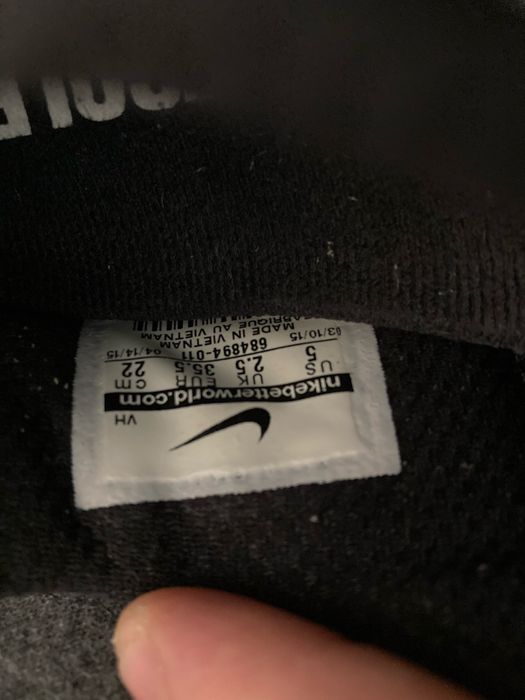 VH
nikebetterworld.com
US UK EUR CM
5 2.5 35.5 22
684894-011
03/10/15 04/14/15
MADE IN VIETNAM
FABRIQUE AU VIETNAM